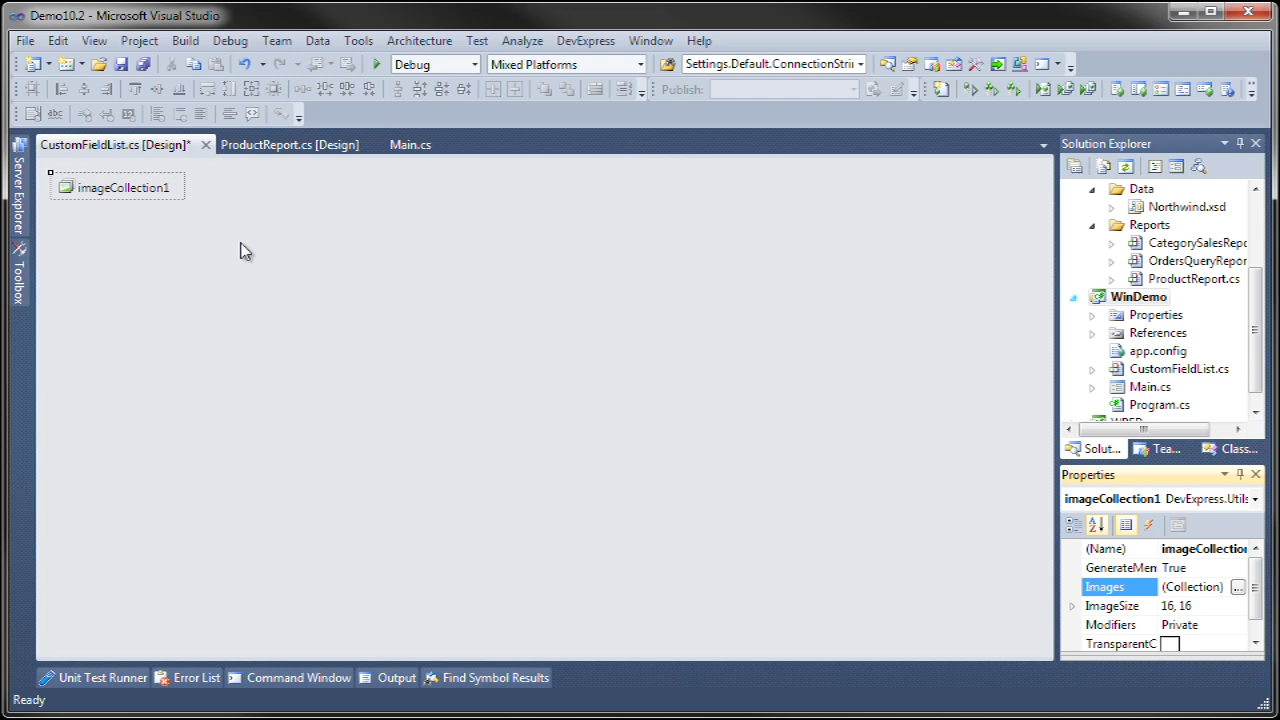 Demo10.2 - Microsoft Visual Studio
File Edit View Project Build Debug Team Data Tools Architecture Test Analyze DevExpress Window Help
Debug Mixed Platforms Settings.Default.ConnectionStrin
Publish:
abc
CustomFieldList.cs [Design]* ProductReport.cs [Design] Main.cs
Server Explorer
Toolbox
imageCollection1
Solution Explorer
Data
Northwind.xsd
Reports
CategorySalesRepo
OrdersQueryRepor
ProductReport.cs
WinDemo
Properties
References
app.config
CustomFieldList.cs
Main.cs
Program.cs
Solut... Tea... Class...
Properties
imageCollection1 DevExpress.Utils
(Name) imageCollection
GenerateMem True
Images (Collection) ...
ImageSize 16, 16
Modifiers Private
TransparentC
Unit Test Runner Error List Command Window Output Find Symbol Results
Ready